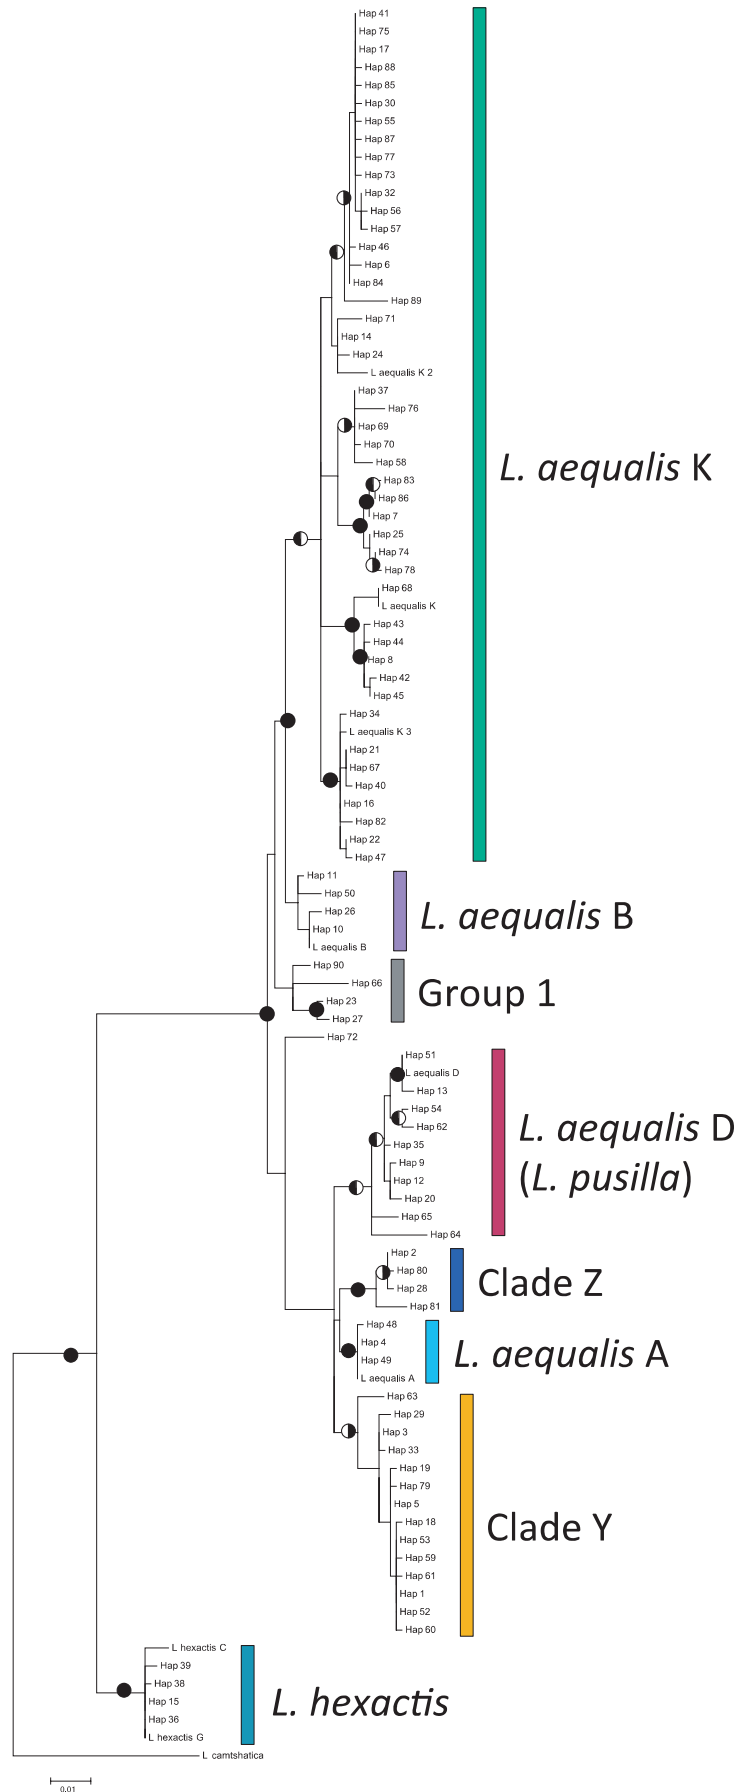 Hap 41
Hap 75
Hap 17
Hap 88
Hap 85
Hap 30
Hap 55
Hap 87
Hap 77
Hap 73
Hap 32
Hap 56
Hap 57
Hap 46
Hap 6
Hap 84
Hap 89
Hap 71
Hap 14
Hap 24
L aequalis K 2
Hap 37
Hap 76
Hap 69
Hap 70
Hap 58
Hap 83
Hap 86
Hap 7
Hap 25
Hap 74
Hap 78
Hap 68
L aequalis K
Hap 43
Hap 44
Hap 8
Hap 42
Hap 45
Hap 34
L aequalis K 3
Hap 21
Hap 67
Hap 40
Hap 16
Hap 82
Hap 22
Hap 47
L. aequalis K
Hap 11
Hap 50
Hap 26
Hap 10
L aequalis B
L. aequalis B
Hap 90
Hap 66
Hap 23
Hap 27
Group 1
Hap 72
Hap 51
L aequalis D
Hap 13
Hap 54
Hap 62
Hap 35
Hap 9
Hap 12
Hap 20
Hap 65
Hap 64
L. aequalis D
(L. pusilla)
Hap 2
Hap 80
Hap 28
Hap 81
Clade Z
Hap 48
Hap 4
Hap 49
L aequalis A
L. aequalis A
Hap 63
Hap 29
Hap 3
Hap 33
Hap 19
Hap 79
Hap 5
Hap 18
Hap 53
Hap 59
Hap 61
Hap 1
Hap 52
Hap 60
Clade Y
L hexactis C
Hap 39
Hap 38
Hap 15
Hap 36
L hexactis G
L. hexactis
L camtshatica
0.01